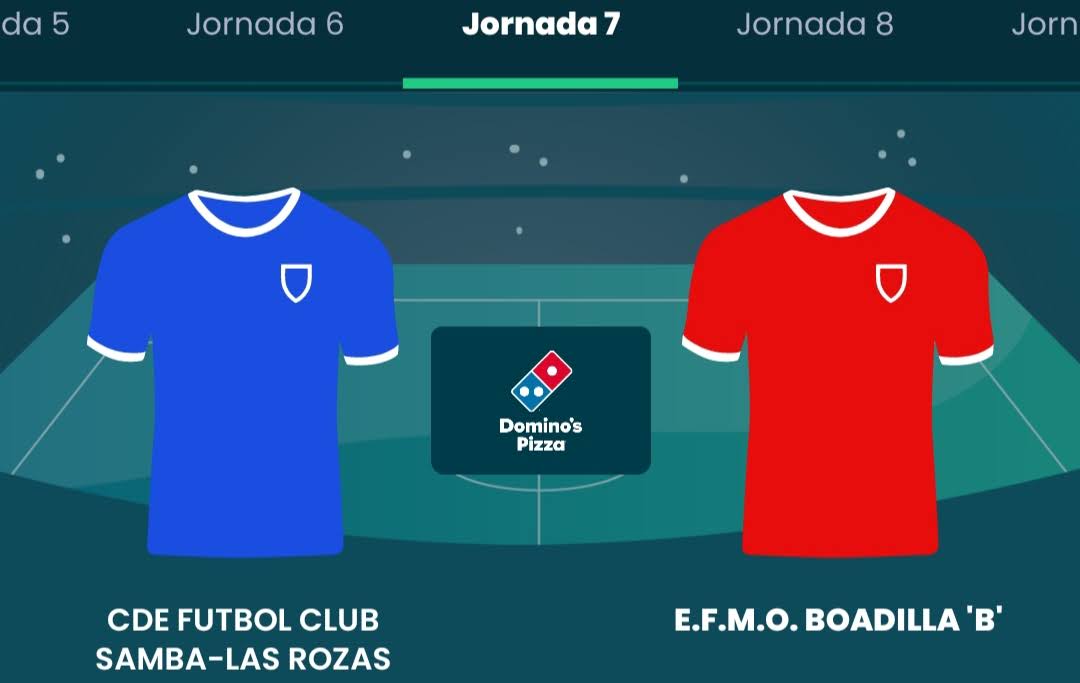 da 5 Jornada 6 Jornada 7 Jornada 8 Jorn
Domino's
Pizza
CDE FUTBOL CLUB
SAMBA-LAS ROZAS
E.F.M.O. BOADILLA 'B'